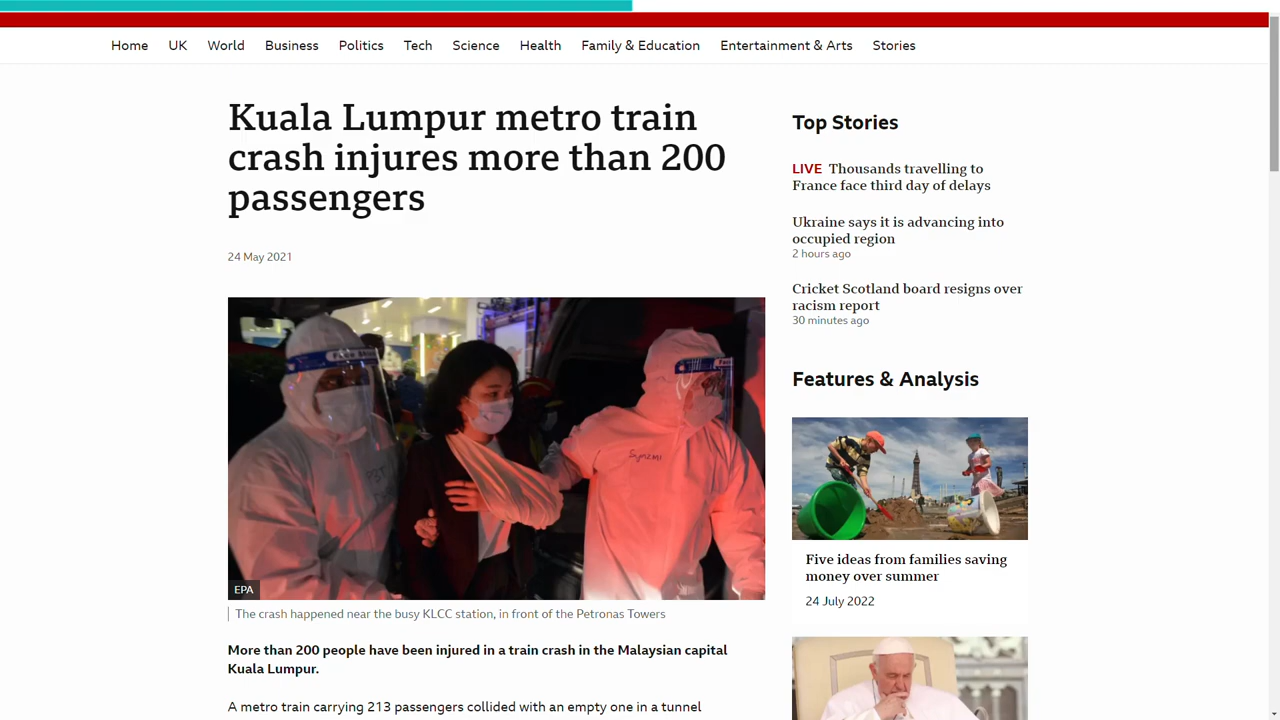 Home UK World Business Politics Tech Science Health Family & Education Entertainment & Arts Stories
Kuala Lumpur metro train
crash injures more than 200
passengers
24 May 2021
EPA
The crash happened near the busy KLCC station, in front of the Petronas Towers
More than 200 people have been injured in a train crash in the Malaysian capital
Kuala Lumpur.
A metro train carrying 213 passengers collided with an empty one in a tunnel
Top Stories
LIVE Thousands travelling to
France face third day of delays
Ukraine says it is advancing into
occupied region
2 hours ago
Cricket Scotland board resigns over
racism report
30 minutes ago
Features & Analysis
Five ideas from families saving
money over summer
24 July 2022